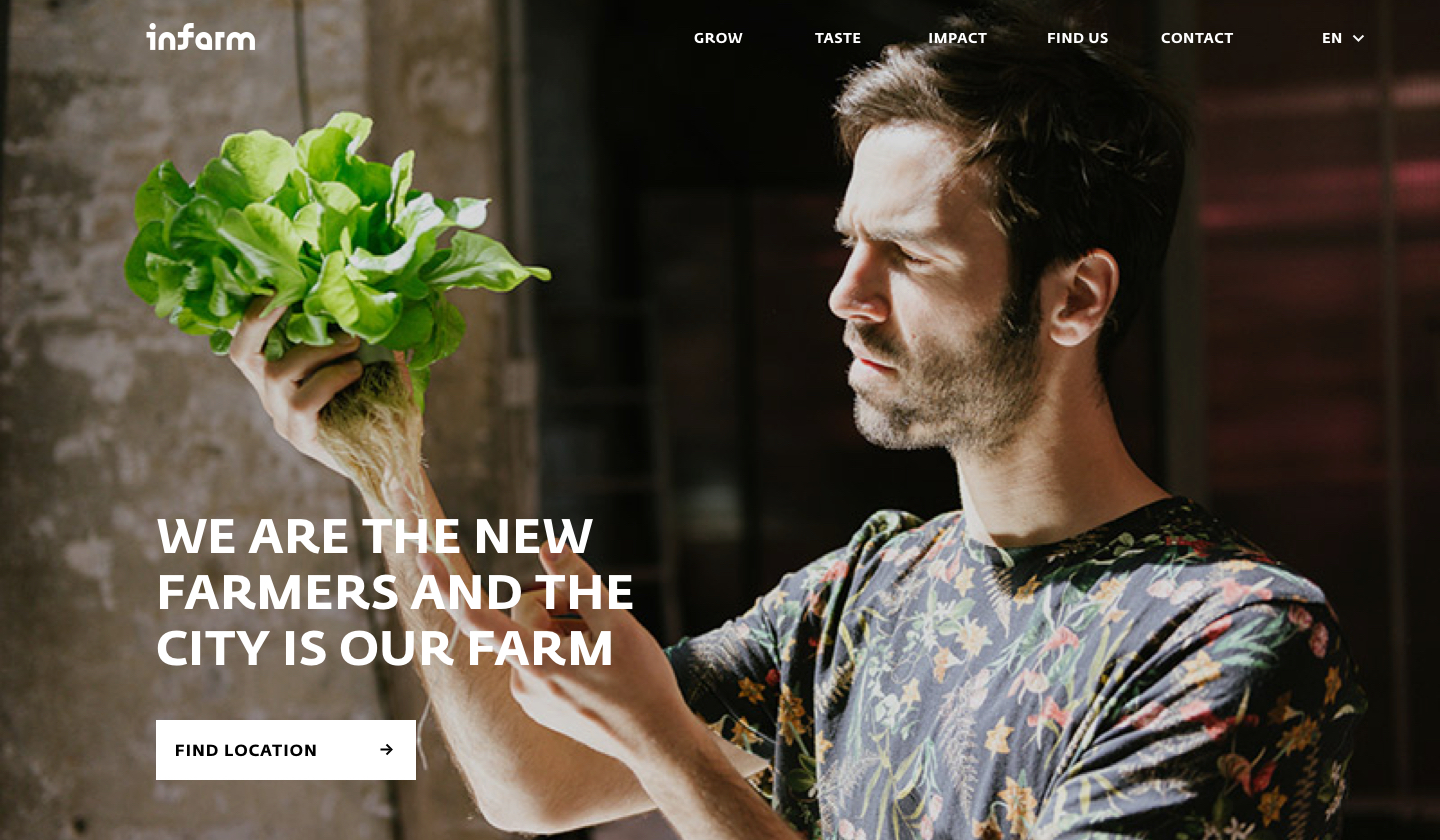 infarm
GROW
TASTE
IMPACT
FIND US
CONTACT
EN
WE ARE THE NEW
FARMERS AND THE
CITY IS OUR FARM
FIND LOCATION